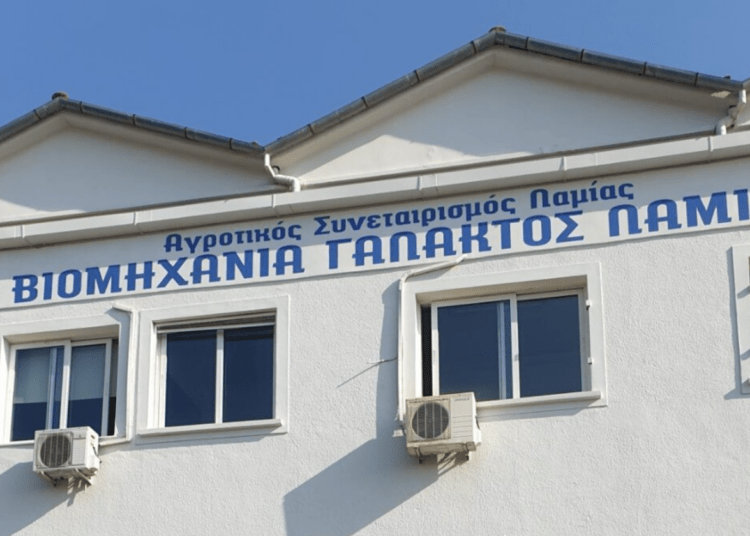 Αγροτικός Συνεταιρισμός Λαμίας
ΒΙΟΜΗΧΑΝΙΑ ΓΑΛΑΚΤΟΣ ΛΑΜΙ